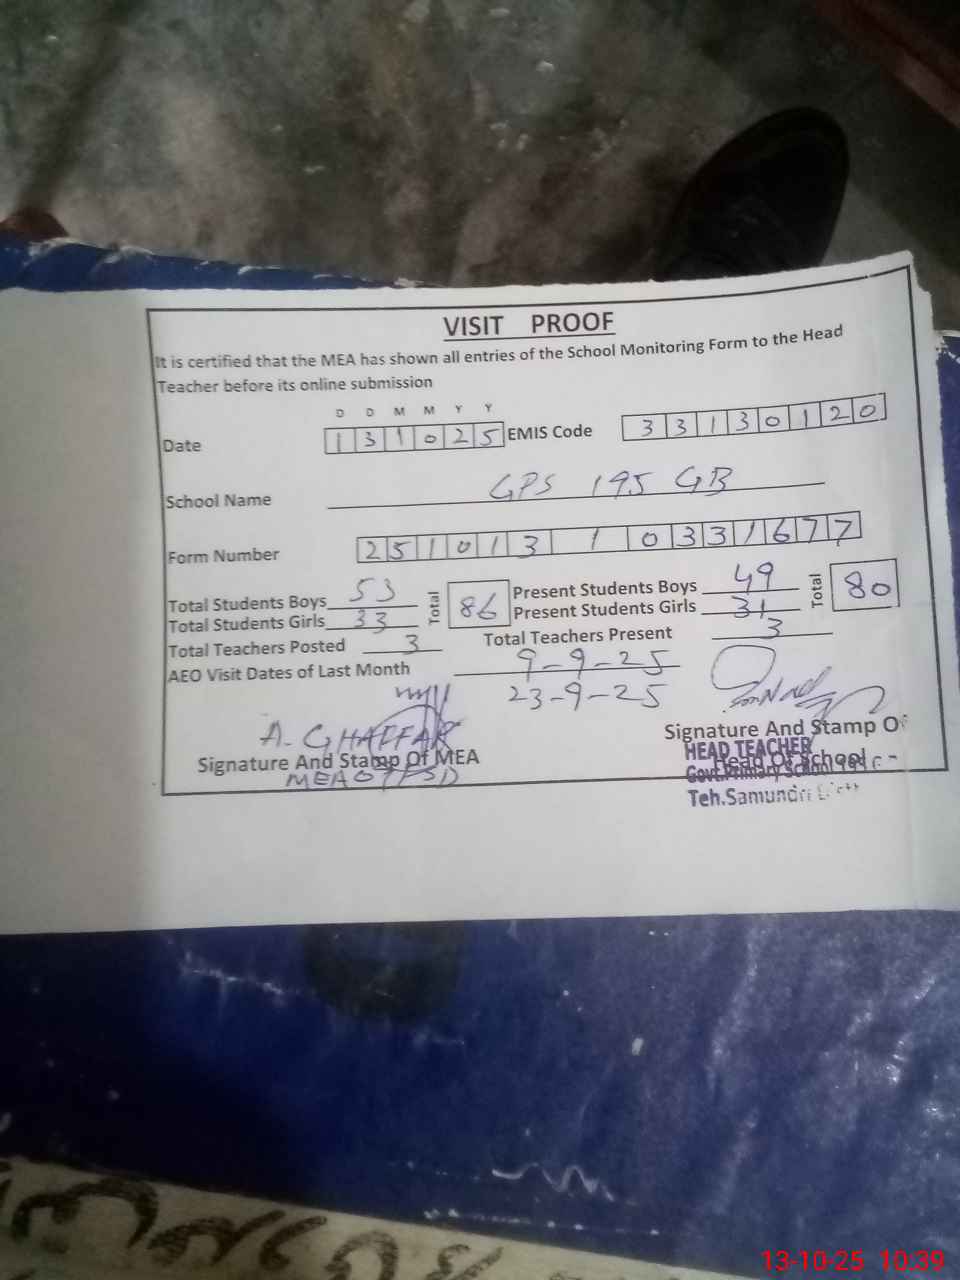 VISIT PROOF
It is certified that the MEA has shown all entries of the School Monitoring Form to the Head
Teacher before its online submission
D D M M Y Y
Date 1 3 1 0 2 5 EMIS Code 3 3 1 3 0 1 2 0
School Name GPS 195 GB
Form Number 2 5 1 0 1 3 1 0 3 3 1 6 7 7
Total Students Boys 53 Total 86 Present Students Boys 49 Total 80
Total Students Girls 33 Present Students Girls 31
Total Teachers Posted 3 Total Teachers Present 3
AEO Visit Dates of Last Month 9-9-25
23-9-25
A. GHAFFAR
Signature And Stamp Of MEA
Signature And Stamp Of
HEAD TEACHER
Head Of School
Govt.Primary School
Teh.Samundri
13-10-25 10:39